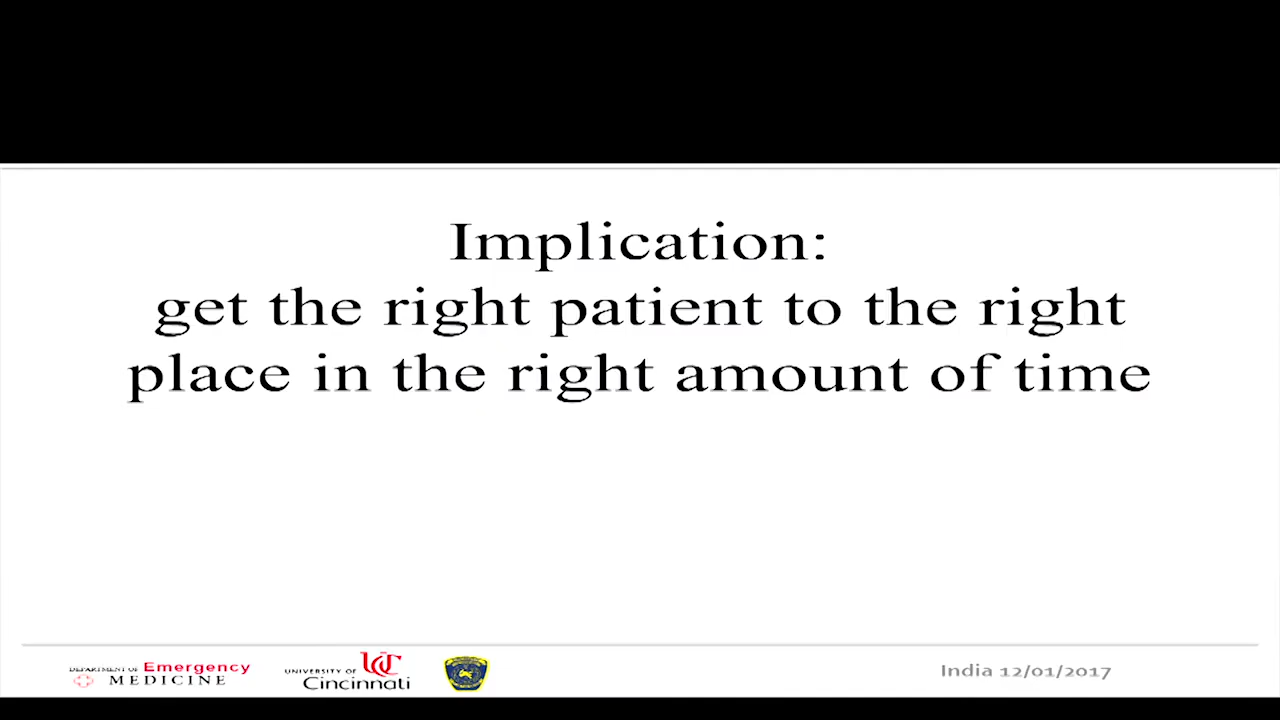 Implication:
get the right patient to the right
place in the right amount of time
DEPARTMENT OF Emergency
MEDICINE
UNIVERSITY OF UC
Cincinnati
India 12/01/2017